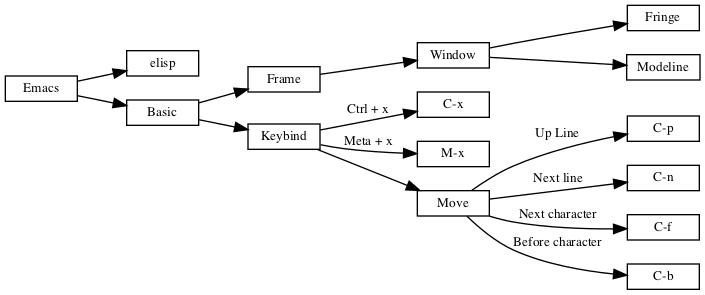 Fringe
Window
elisp
Modeline
Frame
Emacs
Ctrl + x
C-x
Basic
Up Line
C-p
Keybind
Meta + x
M-x
Next line
C-n
Move
Next character
C-f
Before character
C-b